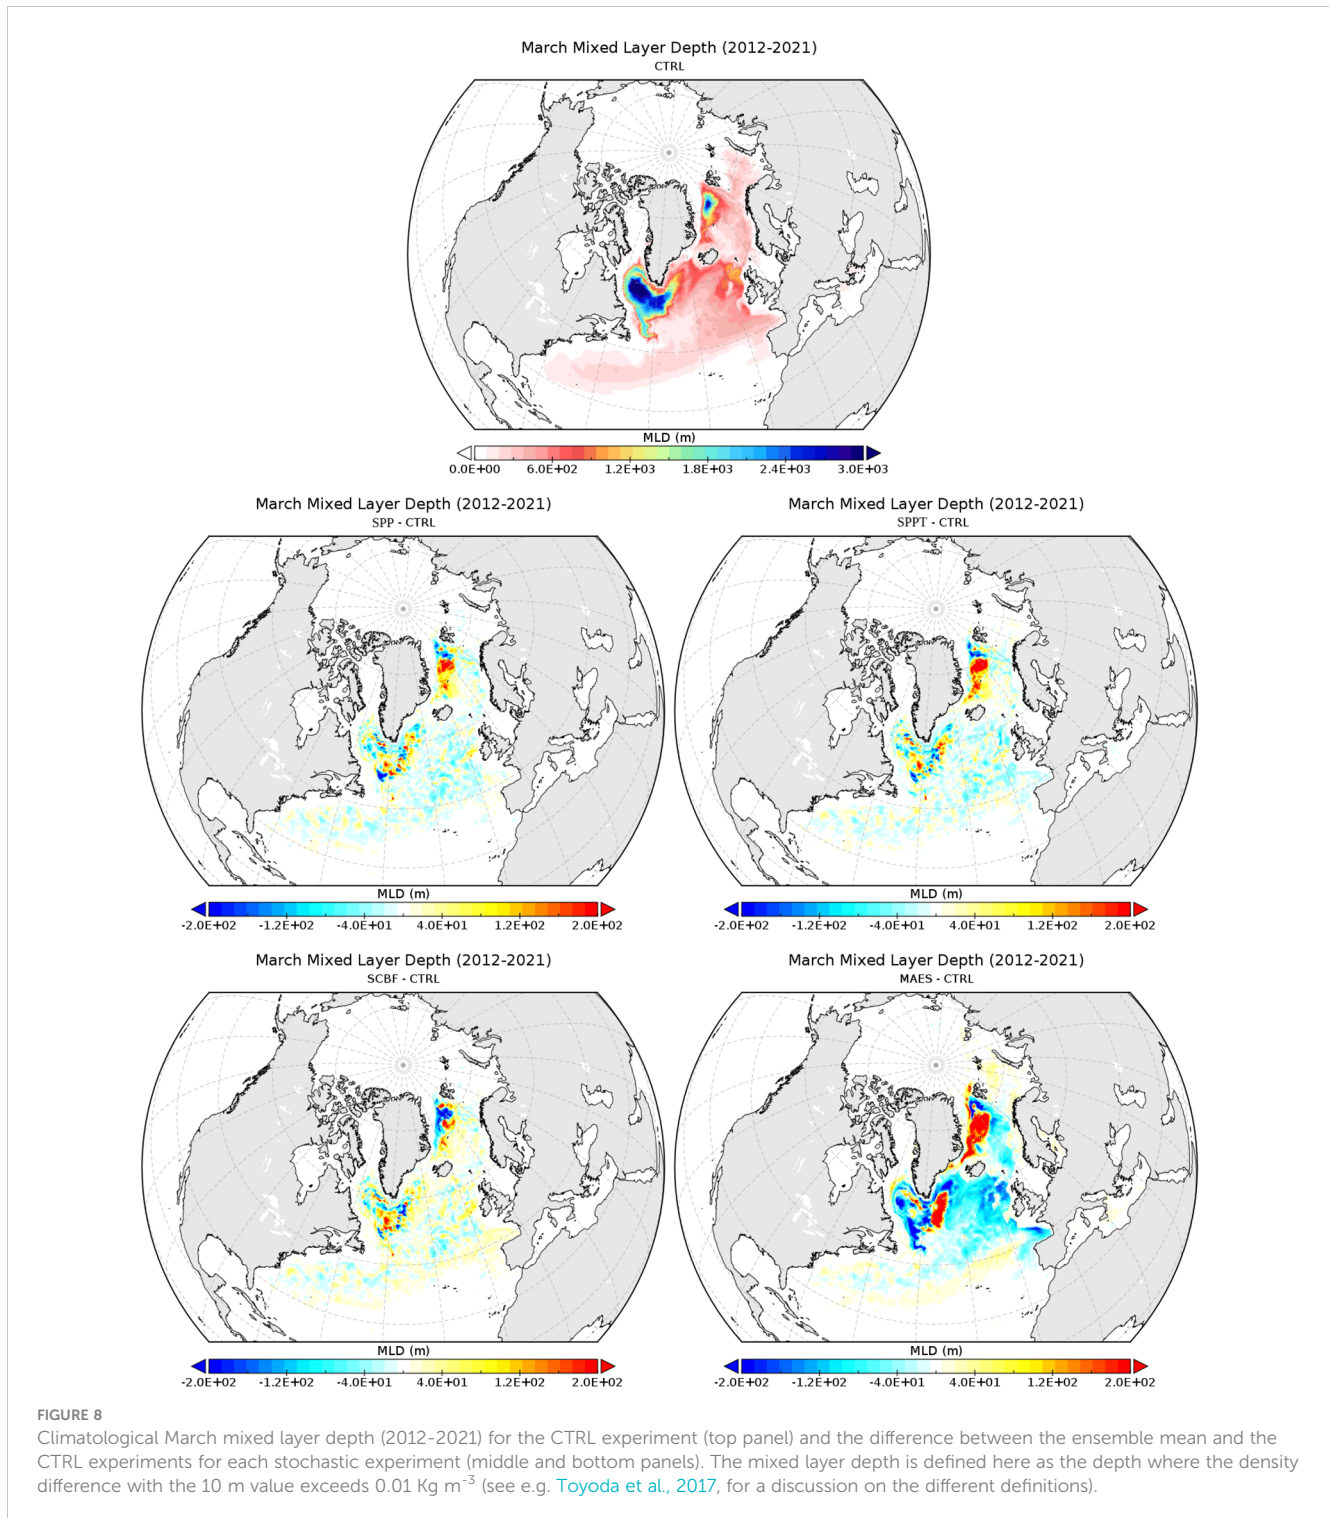 March Mixed Layer Depth (2012-2021)
CTRL
MLD (m)
0.0E+00 6.0E+02 1.2E+03 1.8E+03 2.4E+03 3.0E+03
March Mixed Layer Depth (2012-2021)
SPP - CTRL
MLD (m)
-2.0E+02 -1.2E+02 -4.0E+01 4.0E+01 1.2E+02 2.0E+02
March Mixed Layer Depth (2012-2021)
SPPT - CTRL
MLD (m)
-2.0E+02 -1.2E+02 -4.0E+01 4.0E+01 1.2E+02 2.0E+02
March Mixed Layer Depth (2012-2021)
SCBF - CTRL
MLD (m)
-2.0E+02 -1.2E+02 -4.0E+01 4.0E+01 1.2E+02 2.0E+02
March Mixed Layer Depth (2012-2021)
MAES - CTRL
MLD (m)
-2.0E+02 -1.2E+02 -4.0E+01 4.0E+01 1.2E+02 2.0E+02
FIGURE 8
Climatological March mixed layer depth (2012-2021) for the CTRL experiment (top panel) and the difference between the ensemble mean and the
CTRL experiments for each stochastic experiment (middle and bottom panels). The mixed layer depth is defined here as the depth where the density
difference with the 10 m value exceeds 0.01 Kg m⁻³ (see e.g. Toyoda et al., 2017, for a discussion on the different definitions).